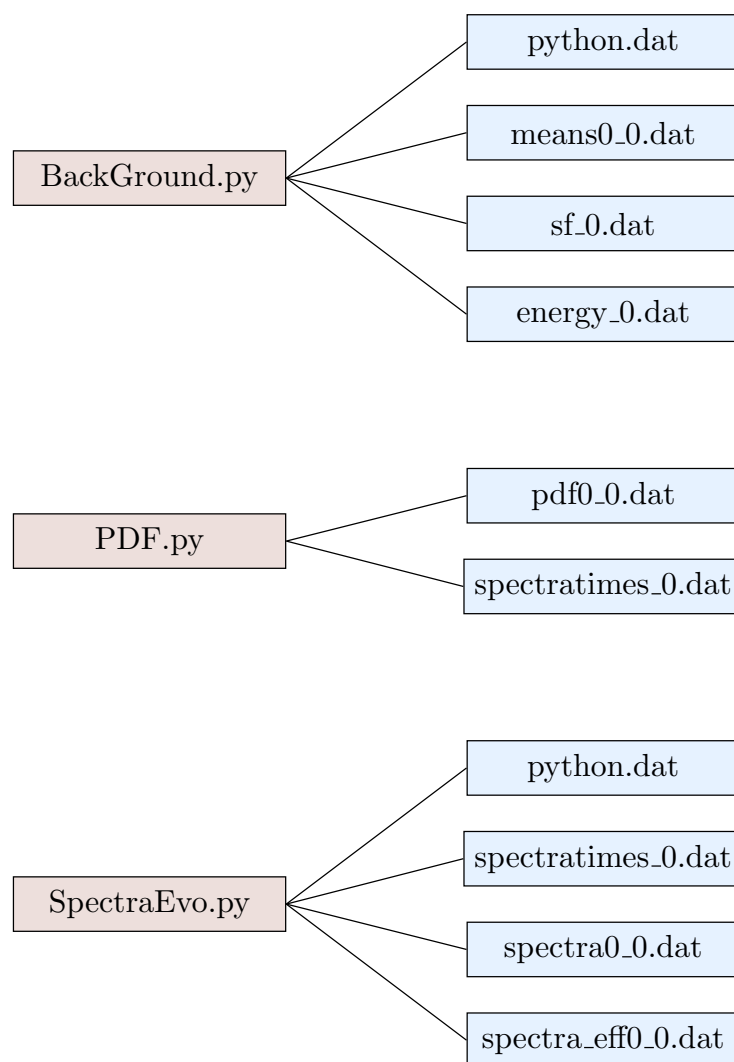 python.dat
means0_0.dat
BackGround.py
sf_0.dat
energy_0.dat
pdf0_0.dat
PDF.py
spectratimes_0.dat
python.dat
spectratimes_0.dat
SpectraEvo.py
spectra0_0.dat
spectra_eff0_0.dat